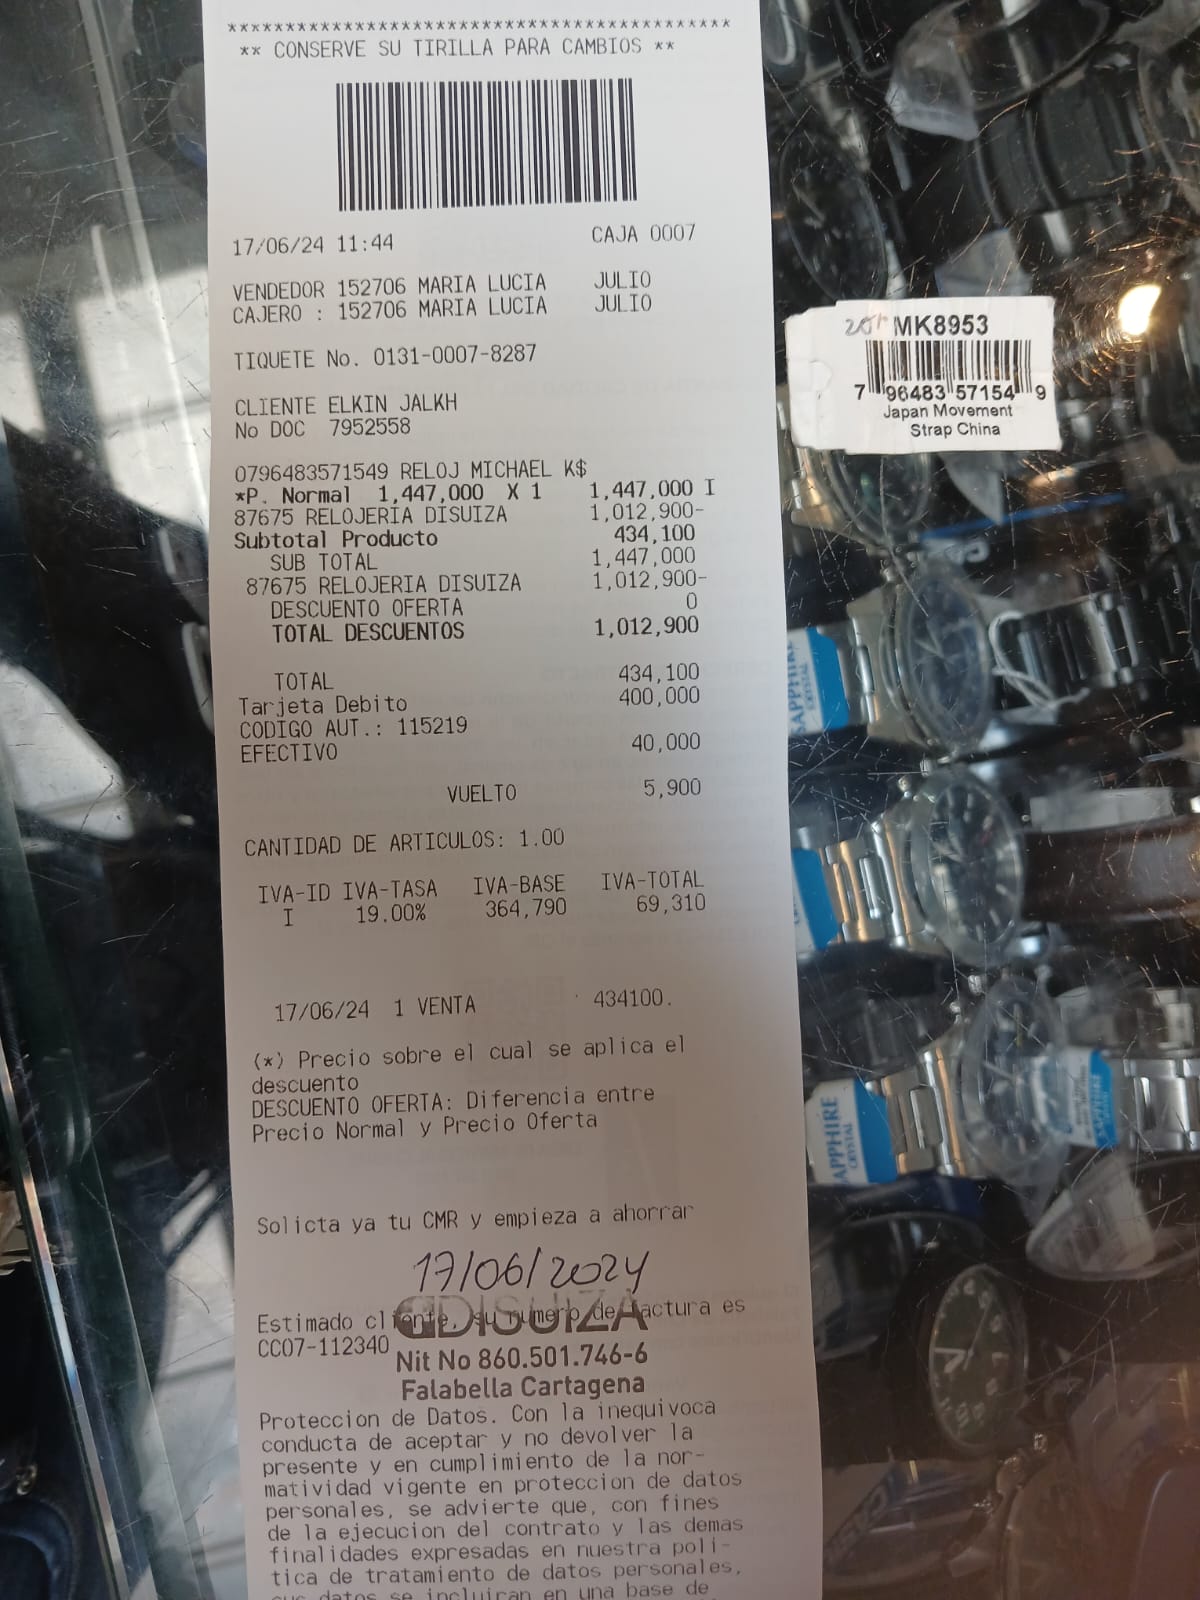 ******************************************
** CONSERVE SU TIRILLA PARA CAMBIOS **
17/06/24 11:44 CAJA 0007
VENDEDOR 152706 MARIA LUCIA JULIO
CAJERO : 152706 MARIA LUCIA JULIO
TIQUETE No. 0131-0007-8287
CLIENTE ELKIN JALKH
No DOC 7952558
0796483571549 RELOJ MICHAEL K$
*P. Normal 1,447,000 X 1 1,447,000 I
87675 RELOJERIA DISUIZA 1,012,900-
Subtotal Producto 434,100
SUB TOTAL 1,447,000
87675 RELOJERIA DISUIZA 1,012,900-
DESCUENTO OFERTA 0
TOTAL DESCUENTOS 1,012,900
TOTAL 434,100
Tarjeta Debito 400,000
CODIGO AUT.: 115219
EFECTIVO 40,000
VUELTO 5,900
CANTIDAD DE ARTICULOS: 1.00
IVA-ID IVA-TASA IVA-BASE IVA-TOTAL
I 19.00% 364,790 69,310
17/06/24 1 VENTA 434100.
(*) Precio sobre el cual se aplica el
descuento
DESCUENTO OFERTA: Diferencia entre
Precio Normal y Precio Oferta
Solicta ya tu CMR y empieza a ahorrar
17/06/2024
Estimado cliente, su numero de factura es
CC07-112340
DISUIZA
Nit No 860.501.746-6
Falabella Cartagena
Proteccion de Datos. Con la inequivoca
conducta de aceptar y no devolver la
presente y en cumplimiento de la nor-
matividad vigente en proteccion de datos
personales, se advierte que, con fines
de la ejecucion del contrato y las demas
finalidades expresadas en nuestra poli-
tica de tratamiento de datos personales,
sus datos se incluiran en una base de
MK8953
7 96483 57154 9
Japan Movement
Strap China
SAPPHIRE
CRYSTAL
APPHIRE
CRYSTAL